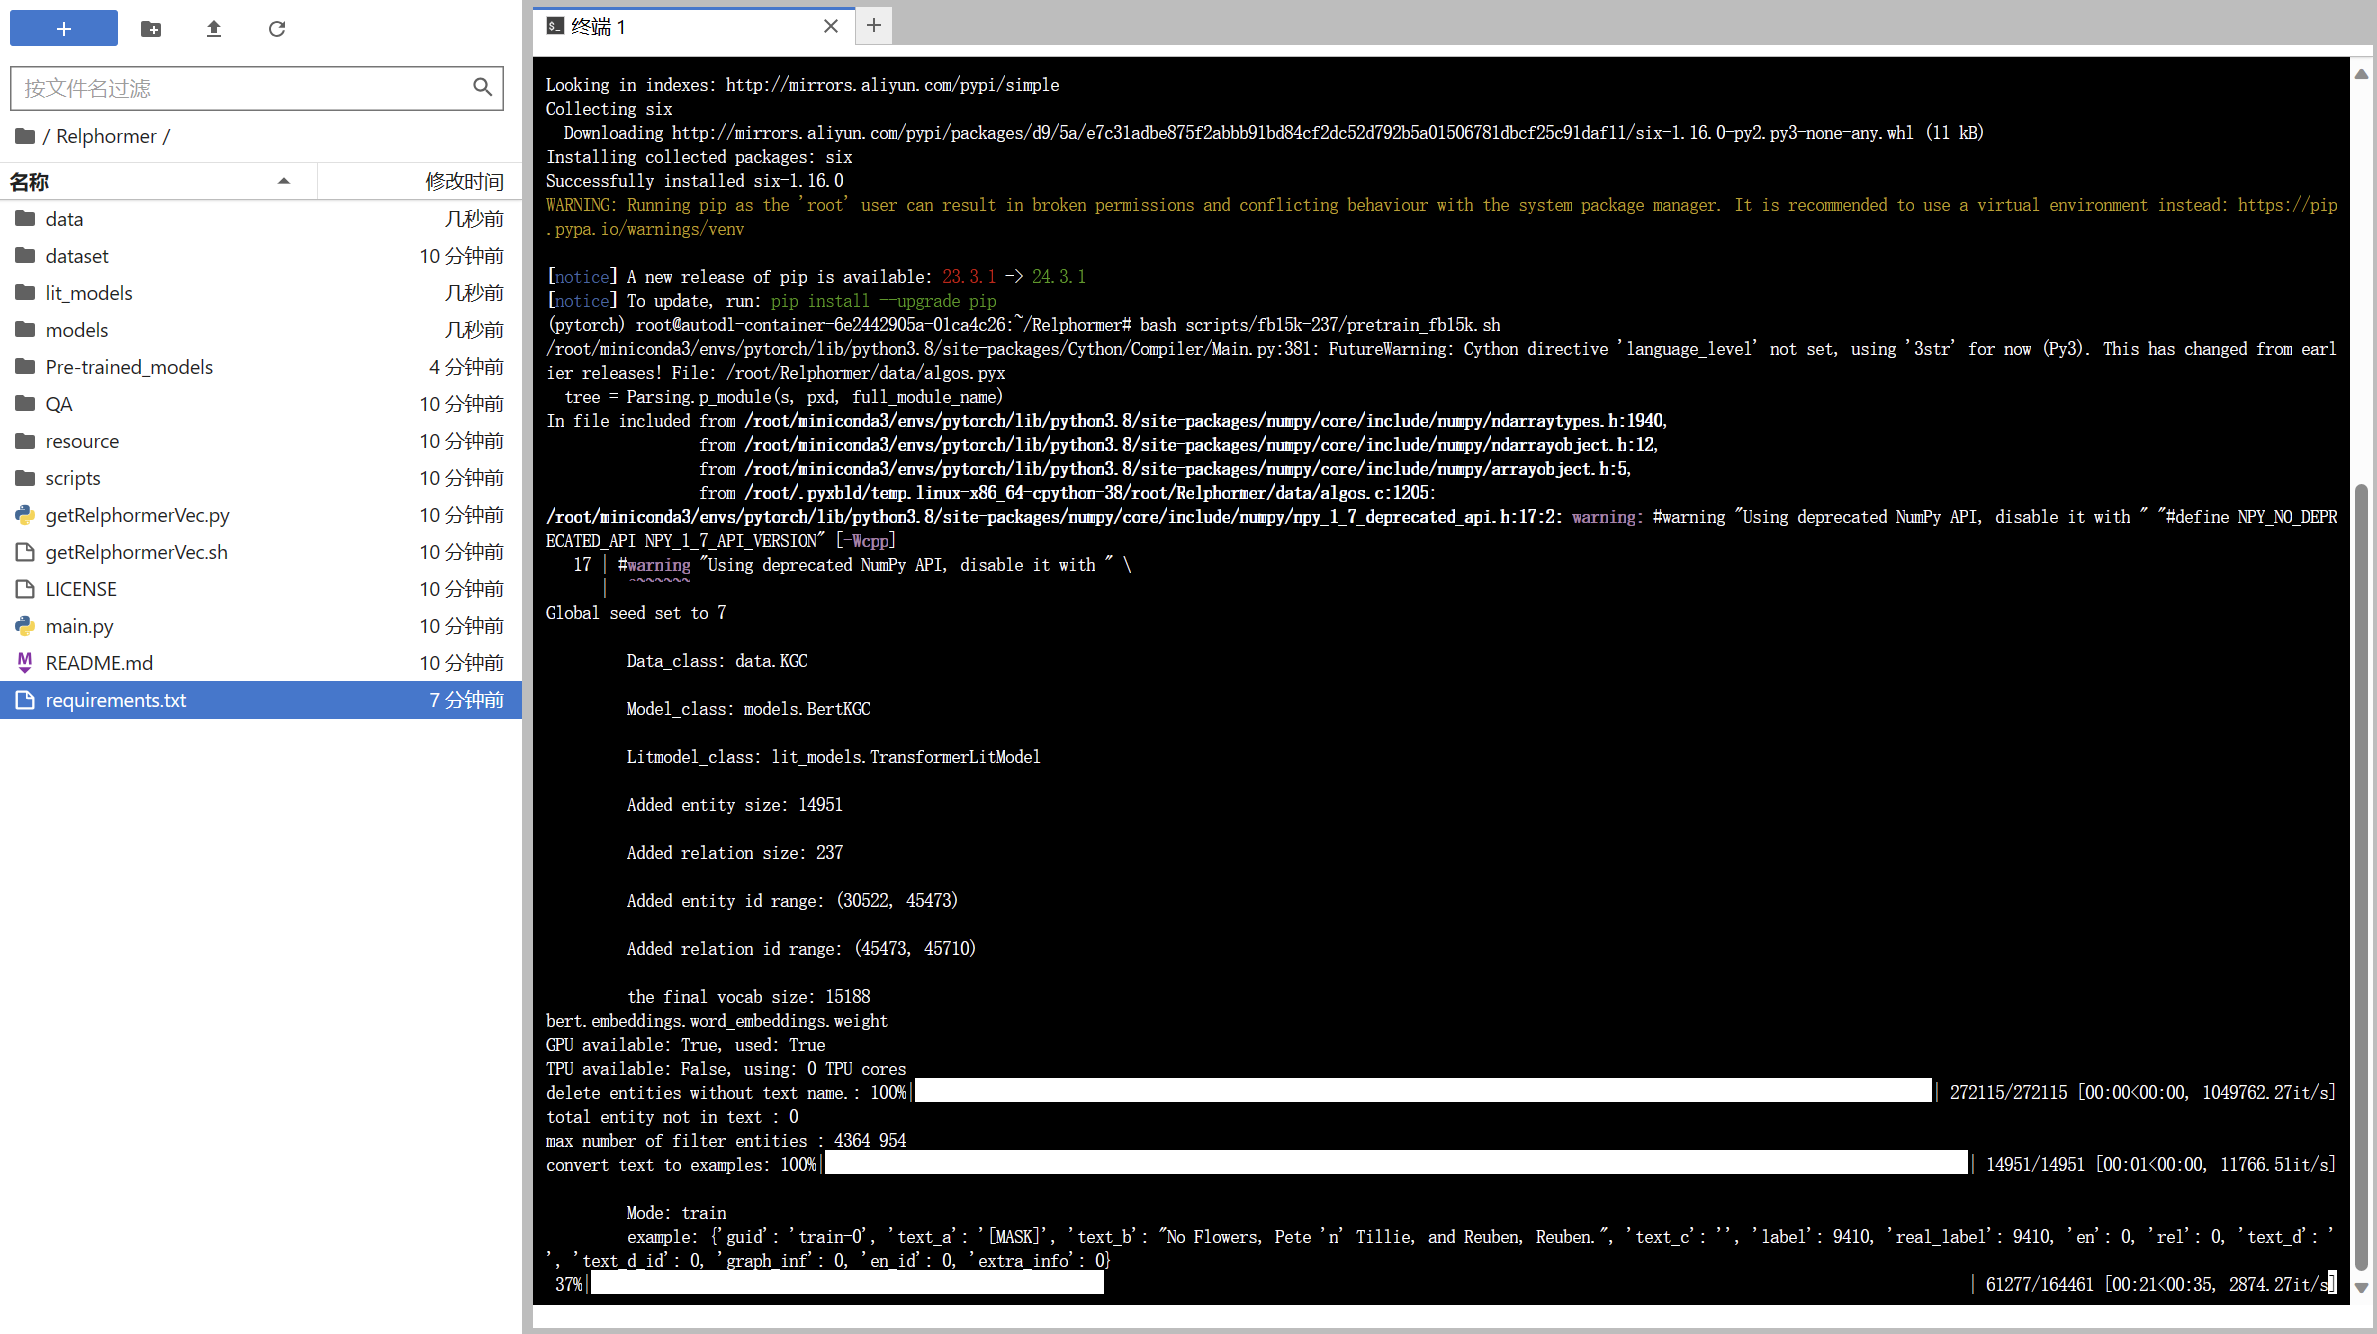 按文件名过滤
/ Relphormer /
名称 修改时间
data 几秒前
dataset 10 分钟前
lit_models 几秒前
models 几秒前
Pre-trained_models 4 分钟前
QA 10 分钟前
resource 10 分钟前
scripts 10 分钟前
getRelphormerVec.py 10 分钟前
getRelphormerVec.sh 10 分钟前
LICENSE 10 分钟前
main.py 10 分钟前
README.md 10 分钟前
requirements.txt 7 分钟前
终端 1
Looking in indexes: http://mirrors.aliyun.com/pypi/simple
Collecting six
Downloading http://mirrors.aliyun.com/pypi/packages/d9/5a/e7c31adbe875f2abbb91bd84cf2dc52d792b5a01506781dbcf25c91daf11/six-1.16.0-py2.py3-none-any.whl (11 kB)
Installing collected packages: six
Successfully installed six-1.16.0
WARNING: Running pip as the 'root' user can result in broken permissions and conflicting behaviour with the system package manager. It is recommended to use a virtual environment instead: https://pip
.pypa.io/warnings/venv
[notice] A new release of pip is available: 23.3.1 -> 24.3.1
[notice] To update, run: pip install --upgrade pip
(pytorch) root@autodl-container-6e2442905a-01ca4c26:~/Relphormer# bash scripts/fb15k-237/pretrain_fb15k.sh
/root/miniconda3/envs/pytorch/lib/python3.8/site-packages/Cython/Compiler/Main.py:381: FutureWarning: Cython directive 'language_level' not set, using '3str' for now (Py3). This has changed from earl
ier releases! File: /root/Relphormer/data/algos.pyx
tree = Parsing.p_module(s, pxd, full_module_name)
In file included from /root/miniconda3/envs/pytorch/lib/python3.8/site-packages/numpy/core/include/numpy/ndarraytypes.h:1940,
from /root/miniconda3/envs/pytorch/lib/python3.8/site-packages/numpy/core/include/numpy/ndarrayobject.h:12,
from /root/miniconda3/envs/pytorch/lib/python3.8/site-packages/numpy/core/include/numpy/arrayobject.h:5,
from /root/.pyxbld/temp.linux-x86_64-cpython-38/root/Relphormer/data/algos.c:1205:
/root/miniconda3/envs/pytorch/lib/python3.8/site-packages/numpy/core/include/numpy/npy_1_7_deprecated_api.h:17:2: warning: #warning "Using deprecated NumPy API, disable it with " "#define NPY_NO_DEPR
ECATED_API NPY_1_7_API_VERSION" [-Wcpp]
17 | #warning "Using deprecated NumPy API, disable it with " \
| ^~~~~~~
Global seed set to 7
Data_class: data.KGC
Model_class: models.BertKGC
Litmodel_class: lit_models.TransformerLitModel
Added entity size: 14951
Added relation size: 237
Added entity id range: (30522, 45473)
Added relation id range: (45473, 45710)
the final vocab size: 15188
bert.embeddings.word_embeddings.weight
GPU available: True, used: True
TPU available: False, using: 0 TPU cores
delete entities without text name.: 100%| | 272115/272115 [00:00<00:00, 1049762.27it/s]
total entity not in text : 0
max number of filter entities : 4364 954
convert text to examples: 100%| | 14951/14951 [00:01<00:00, 11766.51it/s]
Mode: train
example: {'guid': 'train-0', 'text_a': '[MASK]', 'text_b': "No Flowers, Pete 'n' Tillie, and Reuben, Reuben.", 'text_c': '', 'label': 9410, 'real_label': 9410, 'en': 0, 'rel': 0, 'text_d': '
', 'text_d_id': 0, 'graph_inf': 0, 'en_id': 0, 'extra_info': 0}
37%| | 61277/164461 [00:21<00:35, 2874.27it/s]